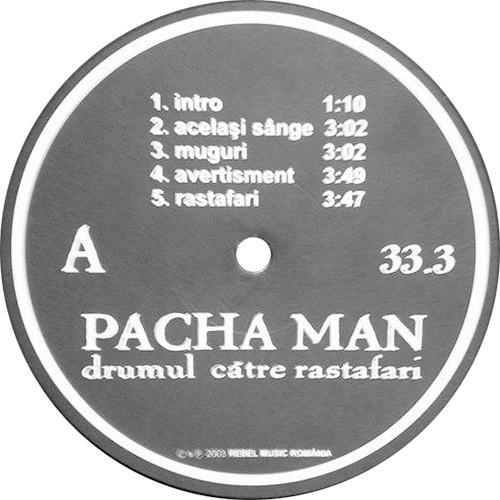 1. intro 1:10
2. același sânge 3:02
3. muguri 3:02
4. avertisment 3:49
5. rastafari 3:47
A 33.3
PACHA MAN
drumul către rastafari
© & ℗ 2003 REBEL MUSIC ROMÂNIA